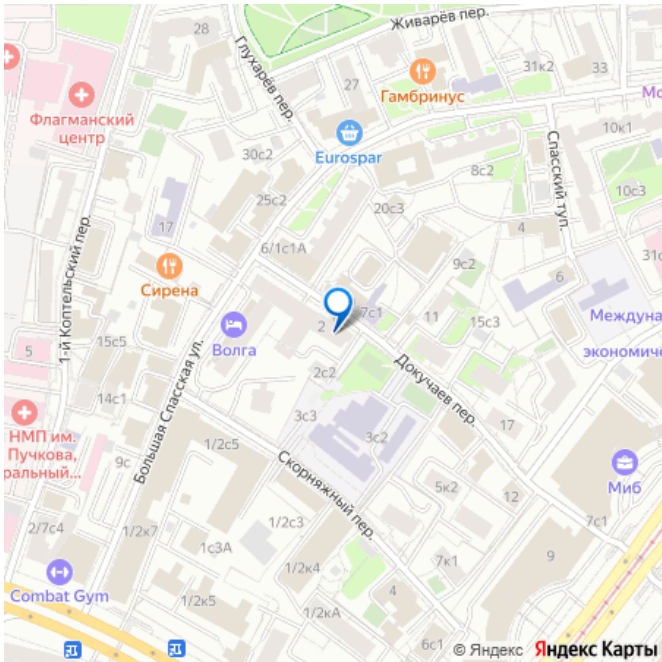 28
Живарёв пер.
Глухарёв пер.
27
Гамбринус
31к2
33
Мо
Флагманский
центр
Eurospar
10к1
Спасский туп.
30с2
8с2
10с3
25с2
17
20с3
4
6/1с1А
31с
9с2
6
1-й Коптельский пер.
Сирена
7с1
Междуна
2
11
15с3
экономиче
5
15с5
Волга
Большая Спасская ул.
2с2
Докучаев пер.
14с1
3с3
17
НМП им.
Пучкова,
ральный...
1/2с5
3с2
9с
Скорняжный пер.
Миб
5к2
12
2/7с4
1/2к7
1/2с3
7с1
1с3А
7к1
9
Combat Gym
1/2к4
1/2к5
4
1/2кА
6с1
© Яндекс Яндекс Карты